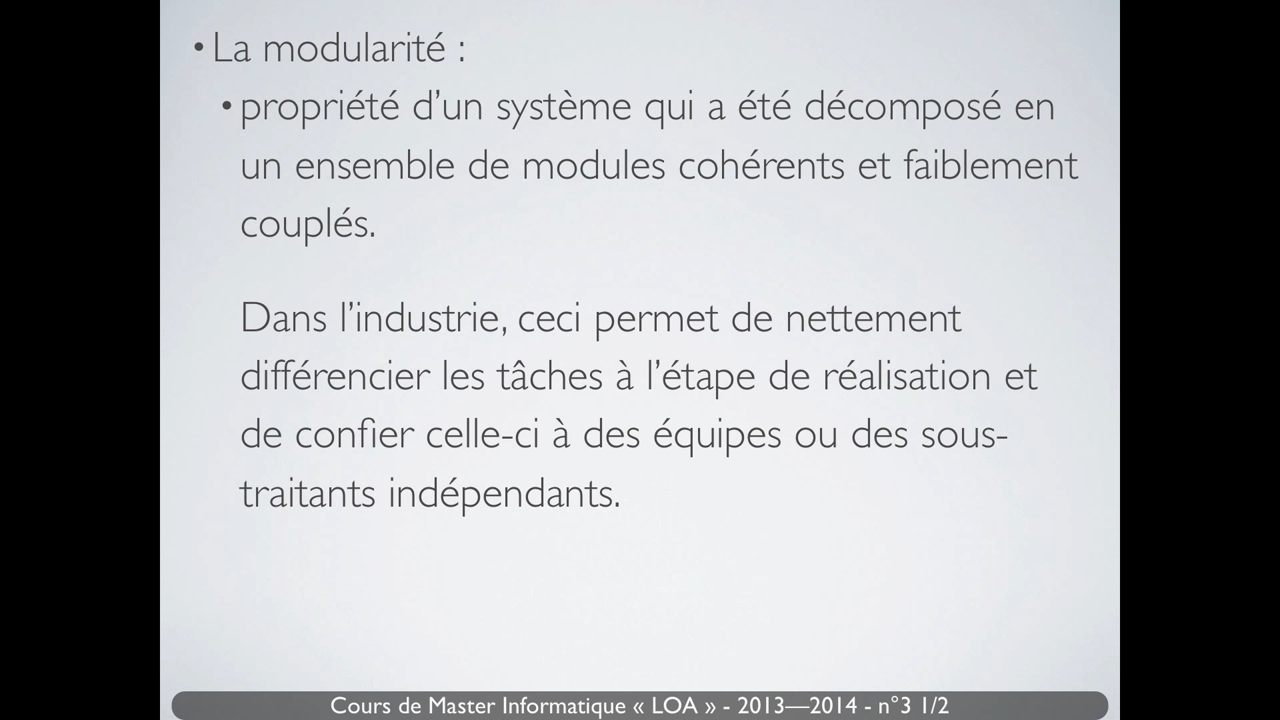 • La modularité :
• propriété d’un système qui a été décomposé en
un ensemble de modules cohérents et faiblement
couplés.
Dans l’industrie, ceci permet de nettement
différencier les tâches à l’étape de réalisation et
de confier celle-ci à des équipes ou des sous-
traitants indépendants.
Cours de Master Informatique « LOA » - 2013—2014 - n°3 1/2